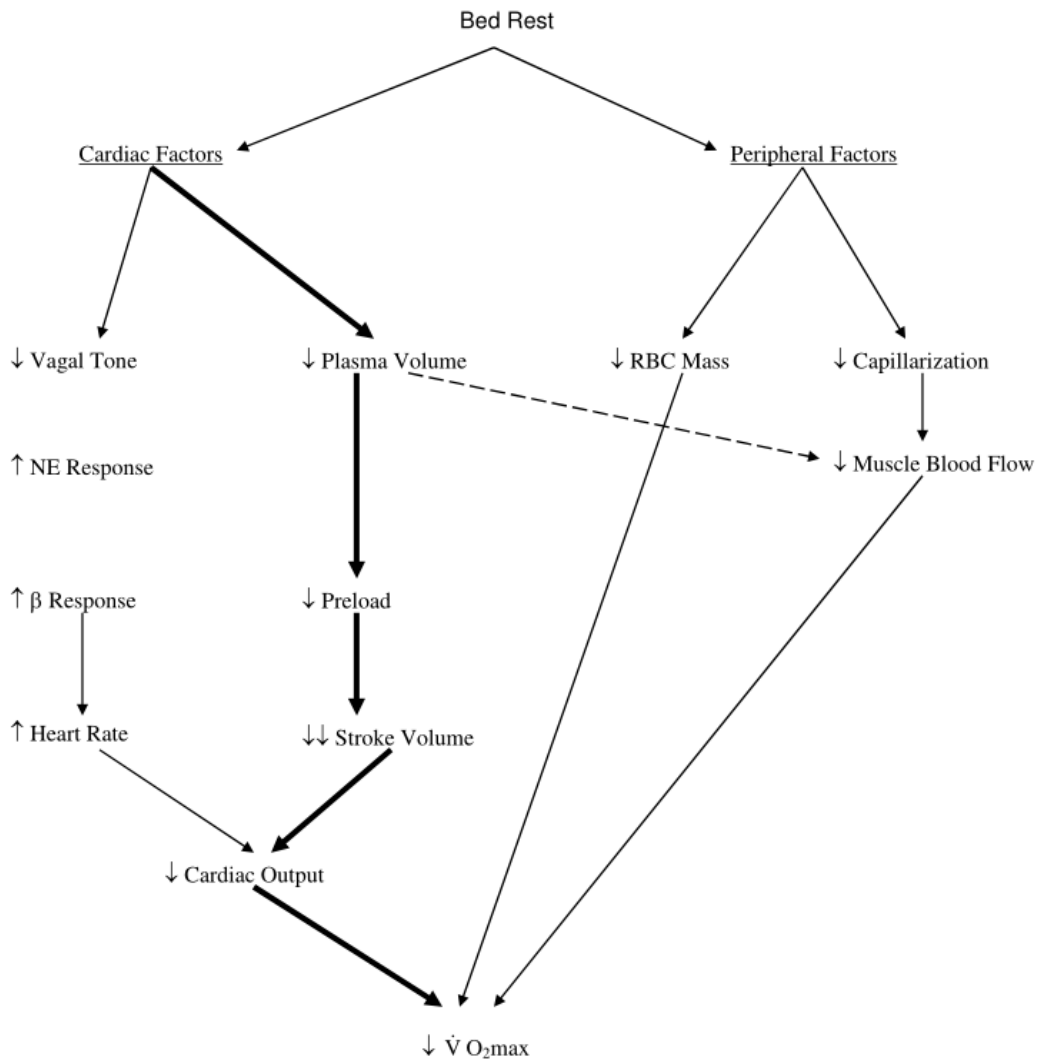 Bed Rest
Cardiac Factors
Peripheral Factors
↓ Vagal Tone
↓ Plasma Volume
↓ RBC Mass
↓ Capillarization
↑ NE Response
↓ Muscle Blood Flow
↑ β Response
↓ Preload
↑ Heart Rate
↓↓ Stroke Volume
↓ Cardiac Output
↓ V̇ O₂max